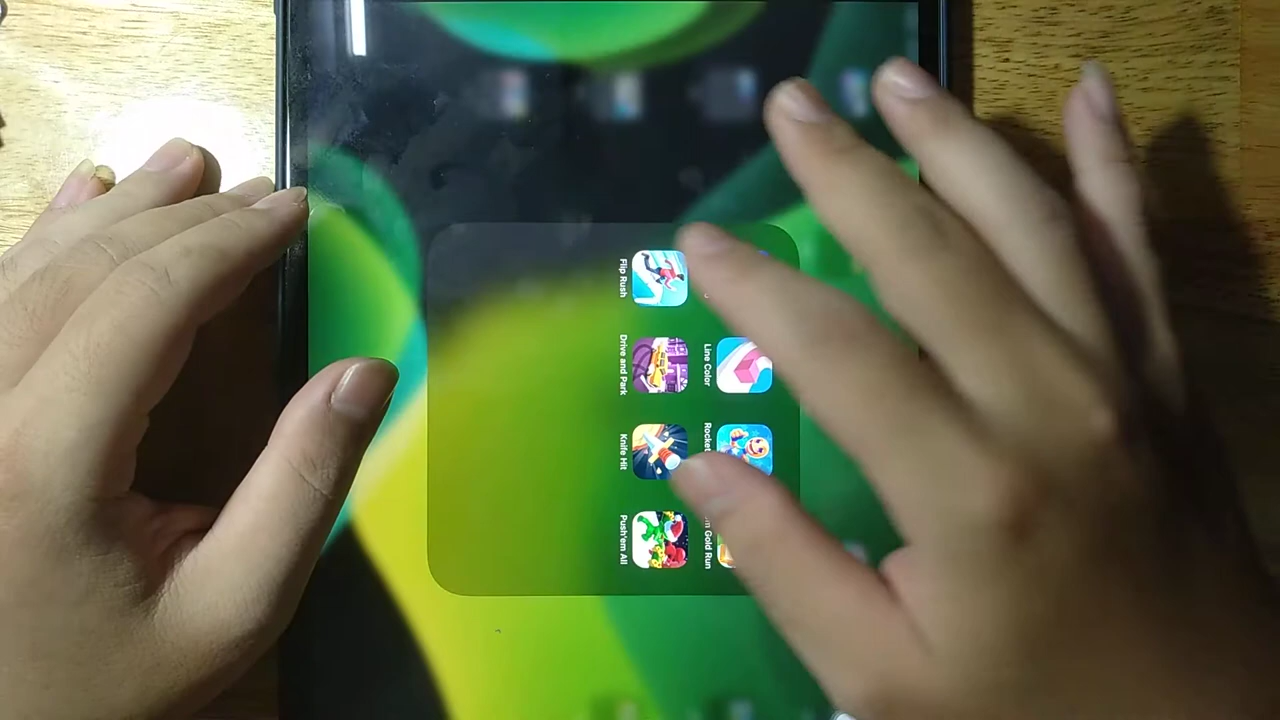 Line Color
Flip Rush
Drive and Park
Knife Hit
Push'em All
Gold Run